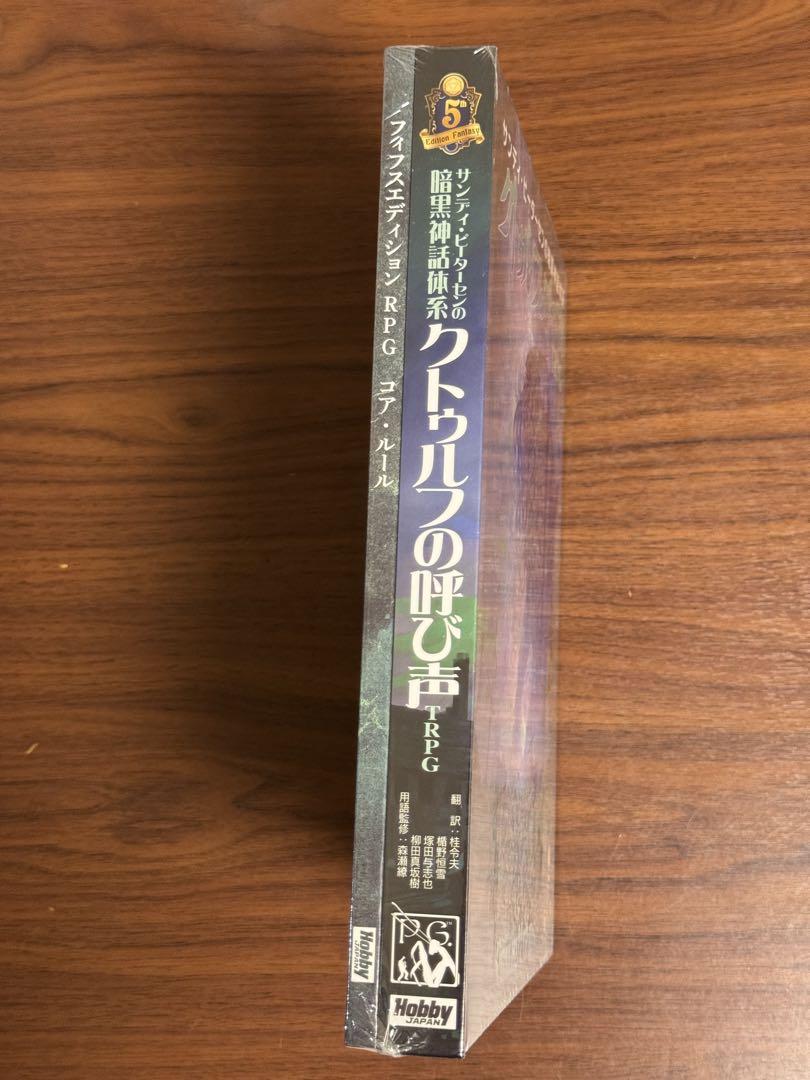 フィフスエディション RPG コア・ルール
Hobby
JAPAN
5th
Edition Fantasy
サンディ・ピーターセンの
暗黒神話体系
クトゥルフの呼び声
TRPG
翻 訳：桂令夫
楯野恒雪
塚田与志也
柳田真坂樹
用語監修：森瀬繚
P.G.
Hobby
JAPAN